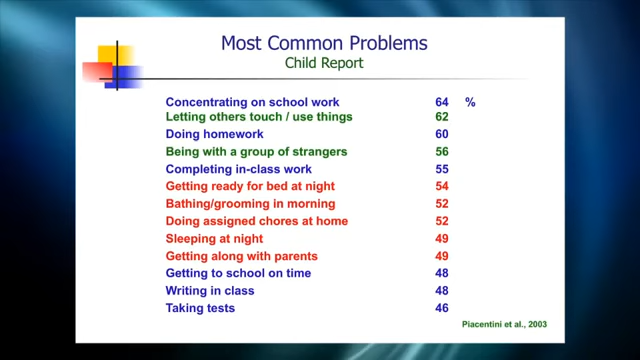 Most Common Problems
Child Report
Concentrating on school work 64 %
Letting others touch / use things 62
Doing homework 60
Being with a group of strangers 56
Completing in-class work 55
Getting ready for bed at night 54
Bathing/grooming in morning 52
Doing assigned chores at home 52
Sleeping at night 49
Getting along with parents 49
Getting to school on time 48
Writing in class 48
Taking tests 46
Piacentini et al., 2003